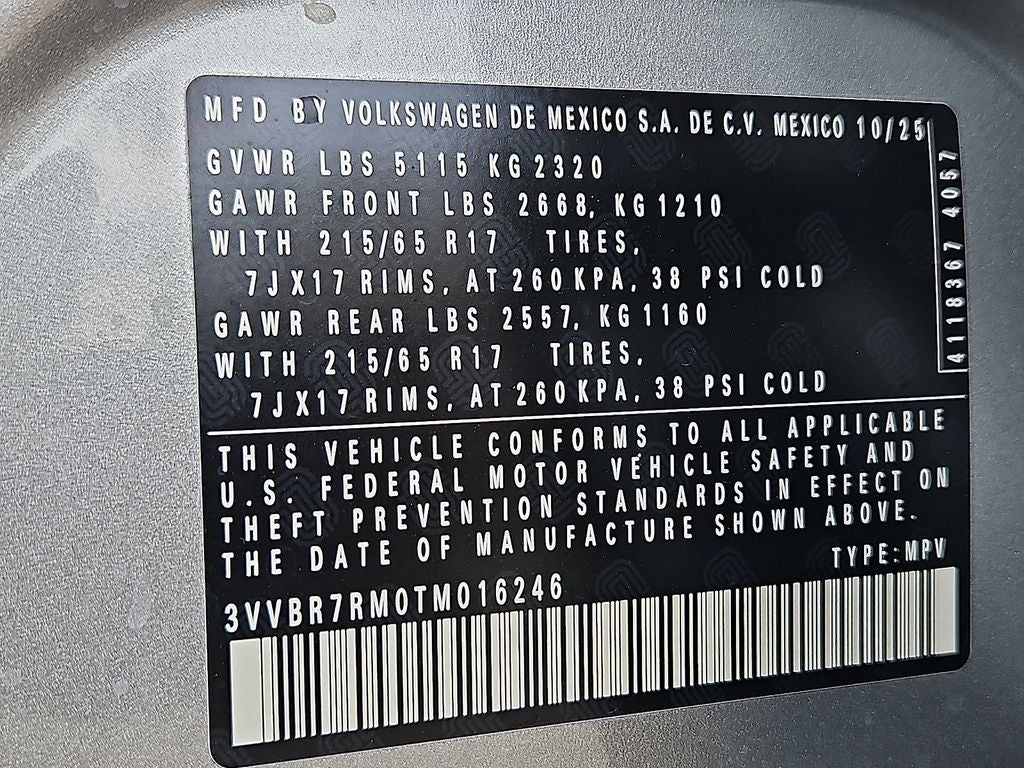 MFD. BY VOLKSWAGEN DE MEXICO S.A. DE C.V. MEXICO 10/25
GVWR LBS 5115 KG 2320
GAWR FRONT LBS 2668, KG 1210
WITH 215/65 R17 TIRES,
7JX17 RIMS, AT 260 KPA, 38 PSI COLD
GAWR REAR LBS 2557, KG 1160
WITH 215/65 R17 TIRES,
7JX17 RIMS, AT 260 KPA, 38 PSI COLD
4118367 4057
THIS VEHICLE CONFORMS TO ALL APPLICABLE
U.S. FEDERAL MOTOR VEHICLE SAFETY AND
THEFT PREVENTION STANDARDS IN EFFECT ON
THE DATE OF MANUFACTURE SHOWN ABOVE.
TYPE:MPV
3VVBR7RM0TM016246